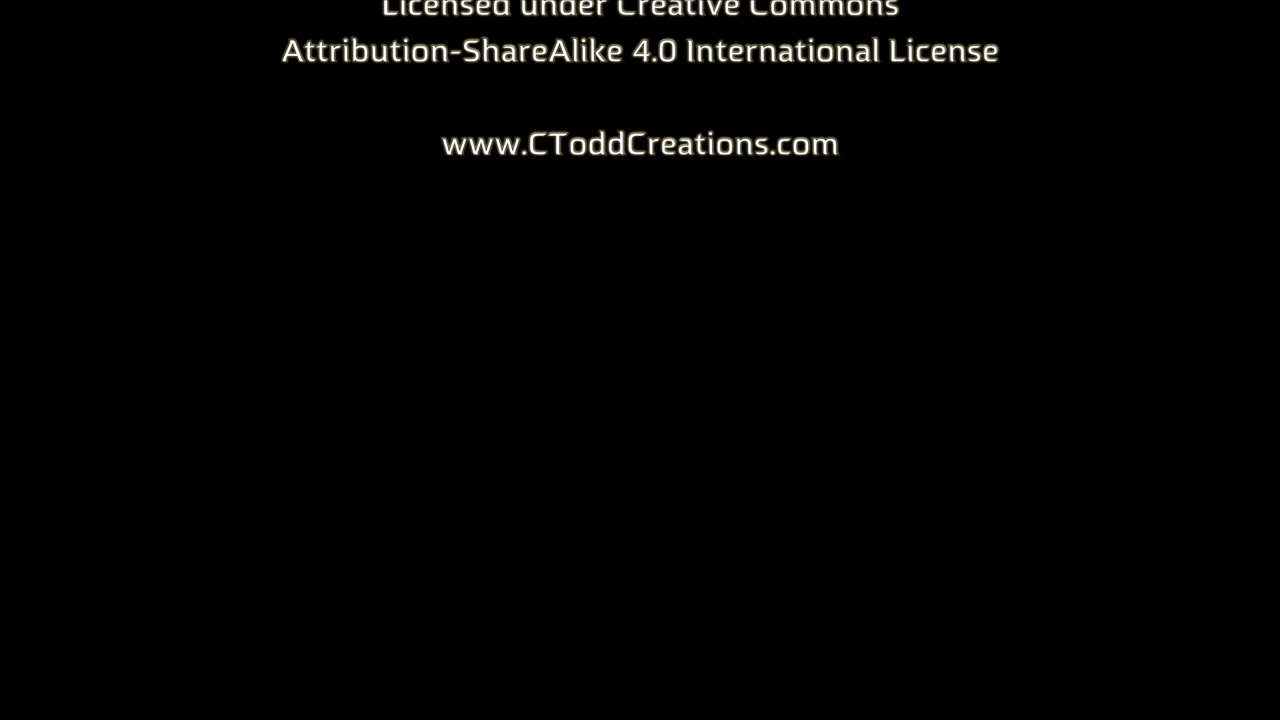 Licensed under Creative Commons
Attribution-ShareAlike 4.0 International License
www.CToddCreations.com